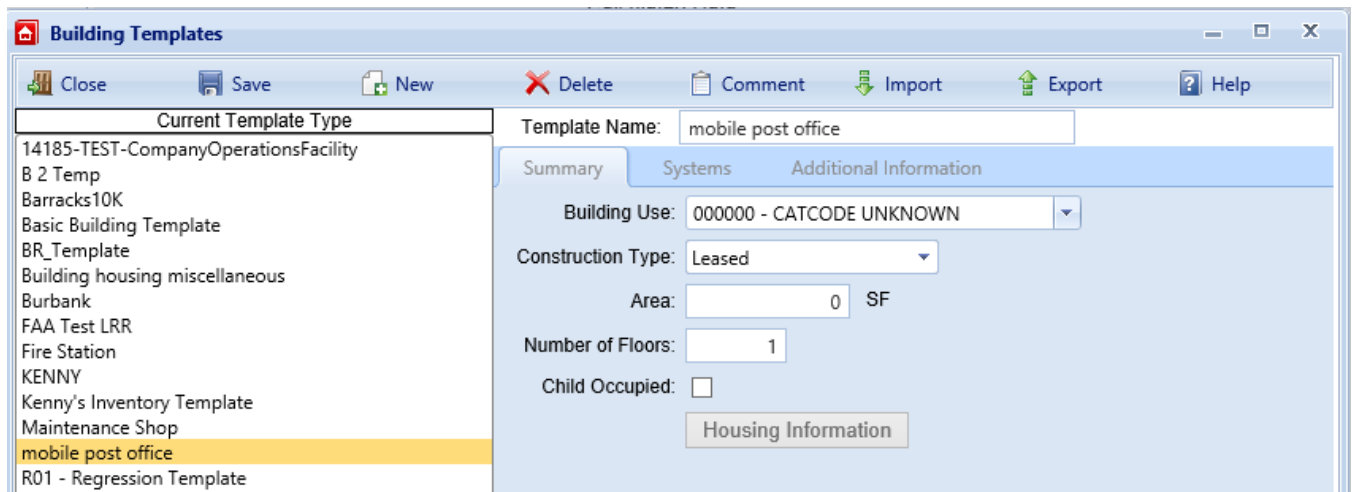 Building Templates
Close Save New Delete Comment Import Export Help
Current Template Type
14185-TEST-CompanyOperationsFacility
B 2 Temp
Barracks10K
Basic Building Template
BR_Template
Building housing miscellaneous
Burbank
FAA Test LRR
Fire Station
KENNY
Kenny's Inventory Template
Maintenance Shop
mobile post office
R01 - Regression Template
Template Name: mobile post office
Summary Systems Additional Information
Building Use: 000000 - CATCODE UNKNOWN
Construction Type: Leased
Area: 0 SF
Number of Floors: 1
Child Occupied:
Housing Information